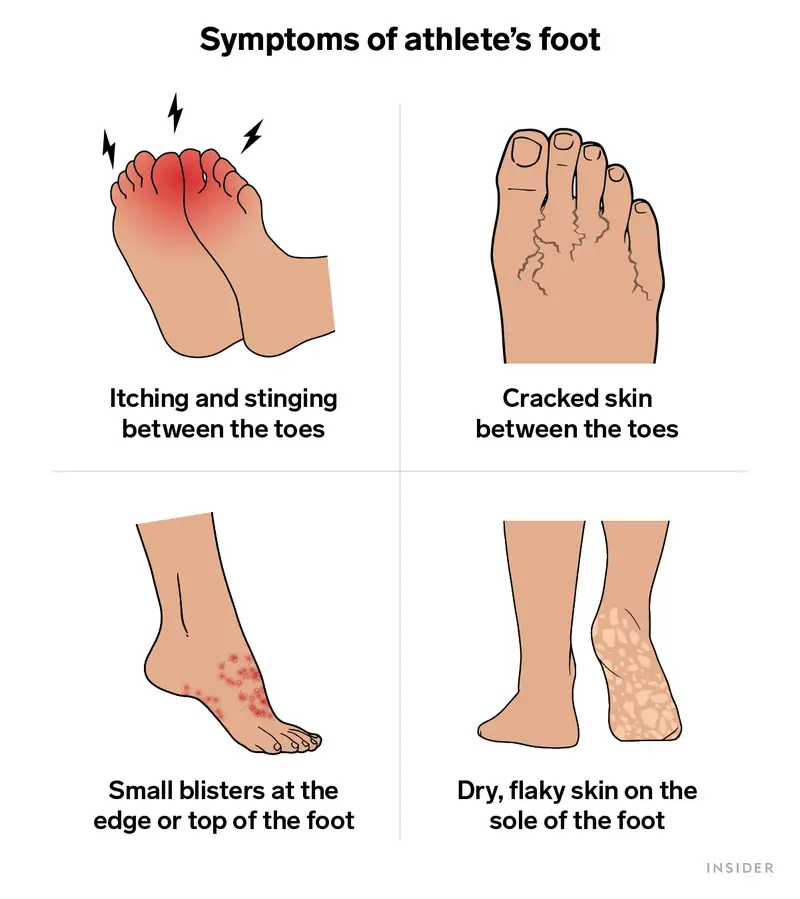 Symptoms of athlete's foot
Itching and stinging
between the toes
Cracked skin
between the toes
Small blisters at the
edge or top of the foot
Dry, flaky skin on the
sole of the foot
INSIDER